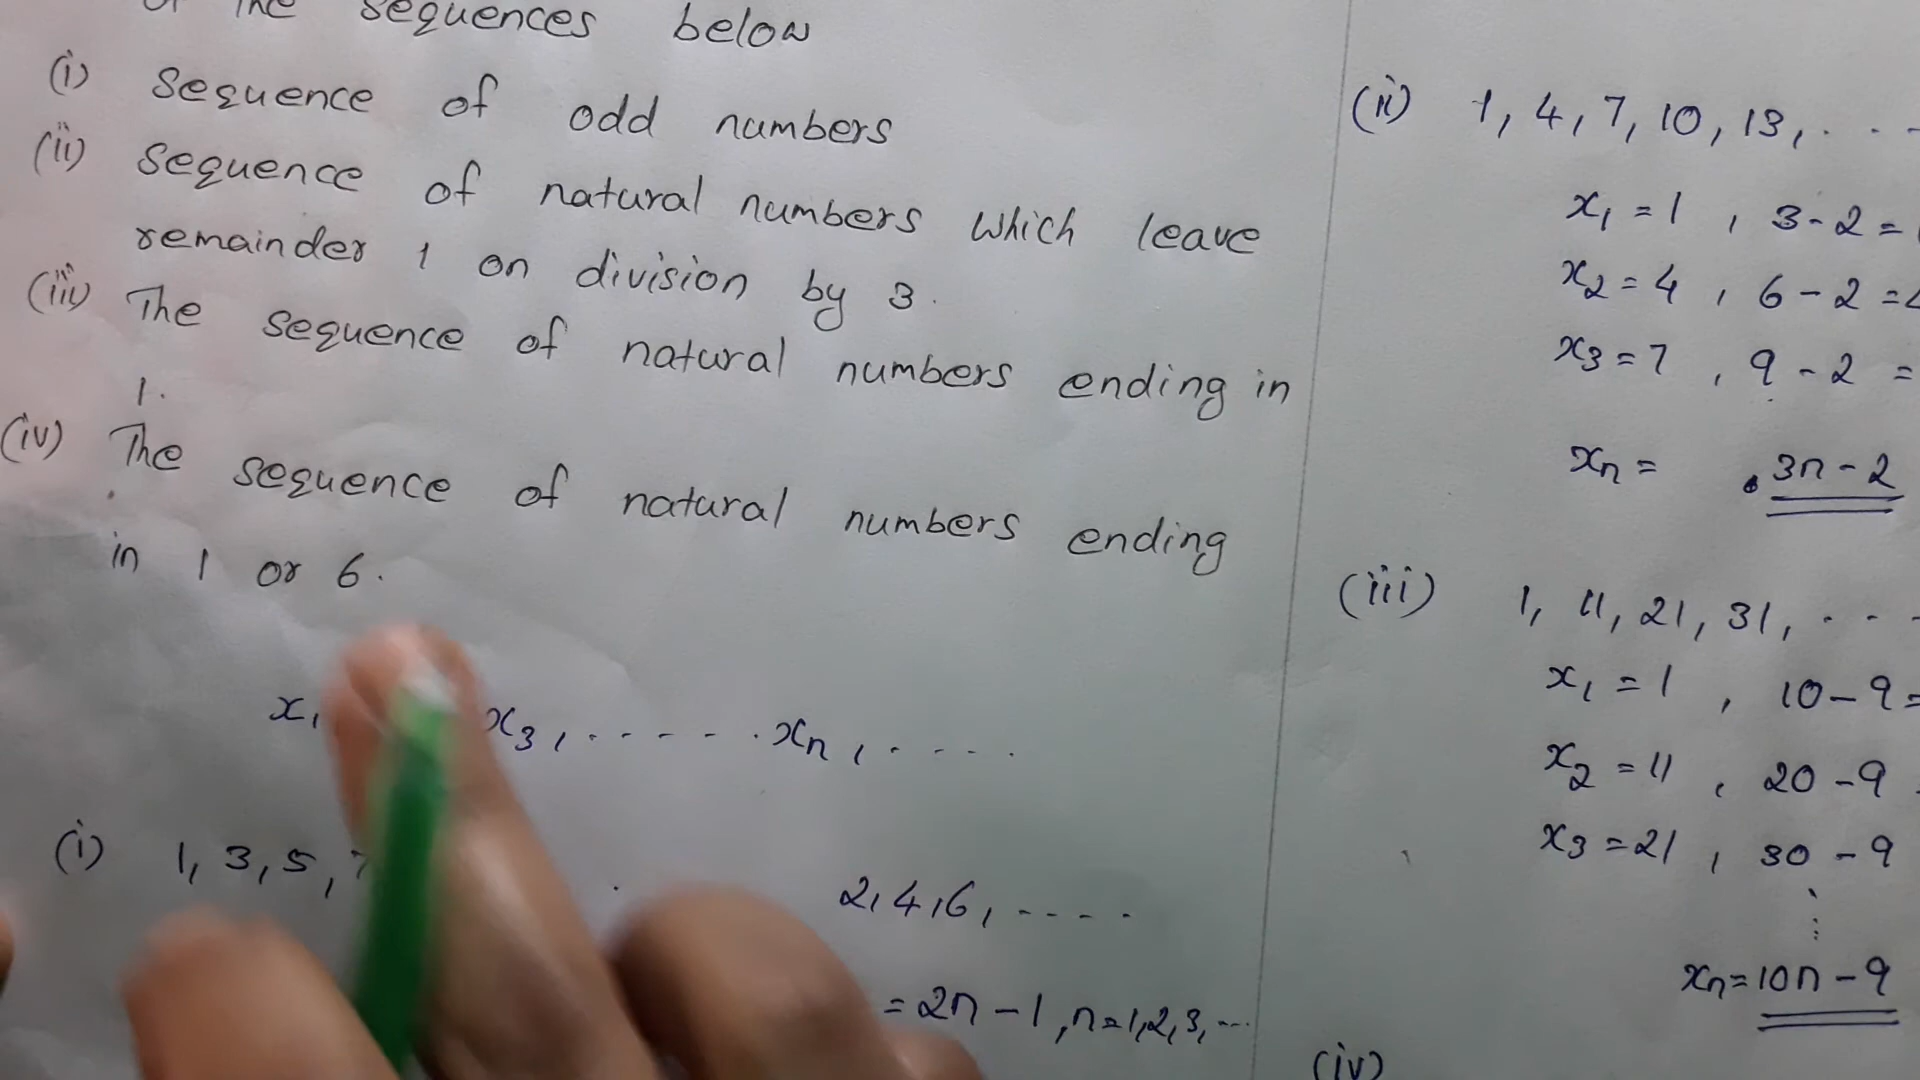 of the sequences below
(i) sequence of odd numbers
(ii) sequence of natural numbers which leave
remainder 1 on division by 3.
(iii) The sequence of natural numbers ending in
1.
(iv) The sequence of natural numbers ending
in 1 or 6.
x₁ x₃, ..... xₙ, ....
(i) 1, 3, 5,
2, 4, 6, ....
= 2n - 1, n = 1, 2, 3, ...
(ii) 1, 4, 7, 10, 13, ...
x₁ = 1 , 3 - 2 =
x₂ = 4 , 6 - 2 =
x₃ = 7 , 9 - 2 =
xₙ = 3n - 2
(iii) 1, 11, 21, 31, ...
x₁ = 1 , 10 - 9 =
x₂ = 11 , 20 - 9
x₃ = 21 , 30 - 9
xₙ = 10n - 9
(iv)